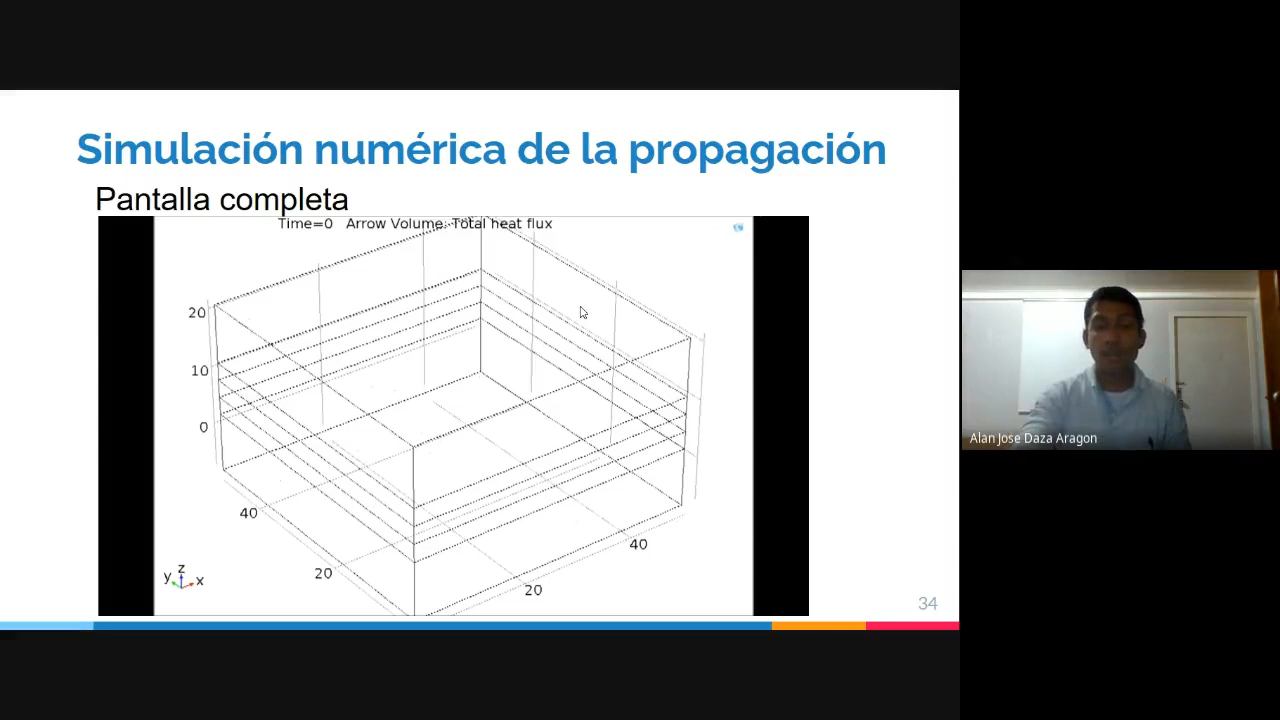 Simulación numérica de la propagación
Pantalla completa
Time=0 Arrow Volume: Total heat flux
20
10
0
40
20
20
40
y z x
34
Alan Jose Daza Aragon